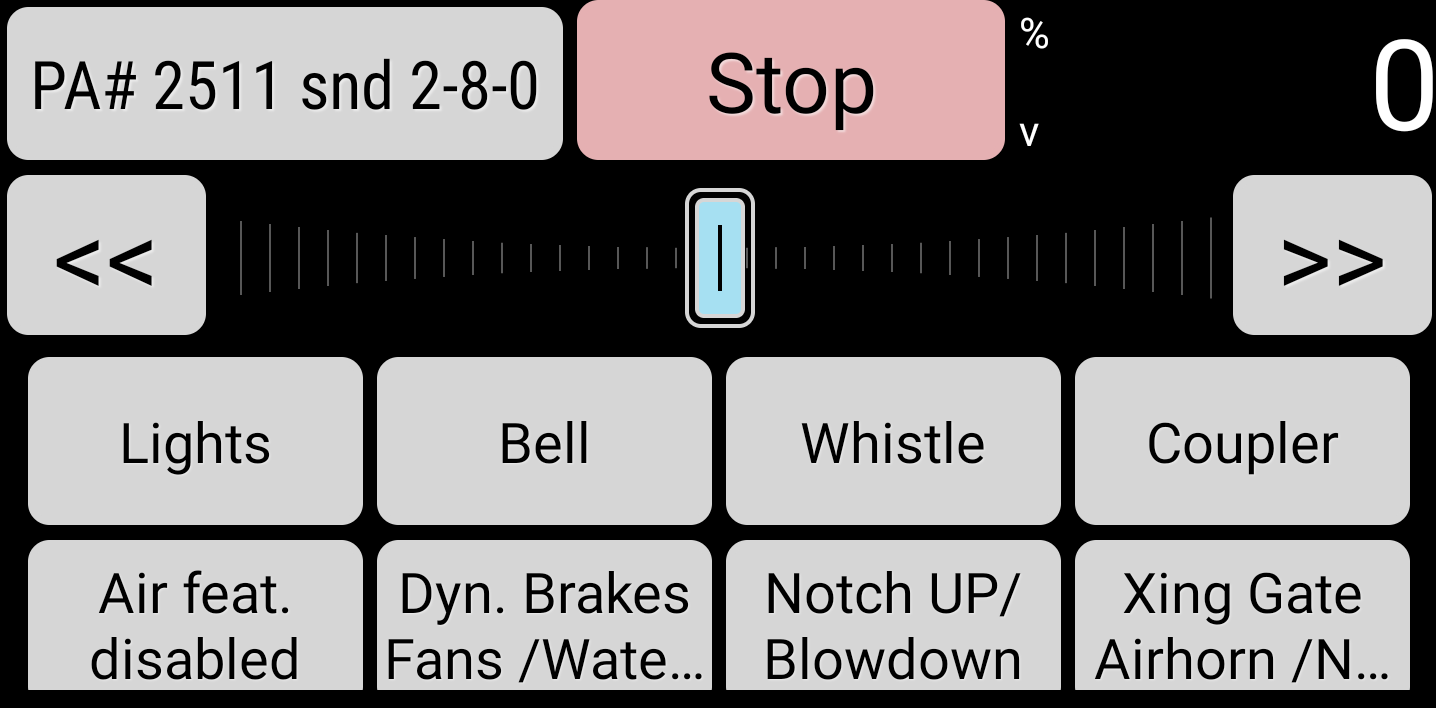 PA# 2511 snd 2-8-0
Stop
%
v
0
<<
>>
Lights
Bell
Whistle
Coupler
Air feat.
disabled
Dyn. Brakes
Fans /Wate…
Notch UP/
Blowdown
Xing Gate
Airhorn /N…